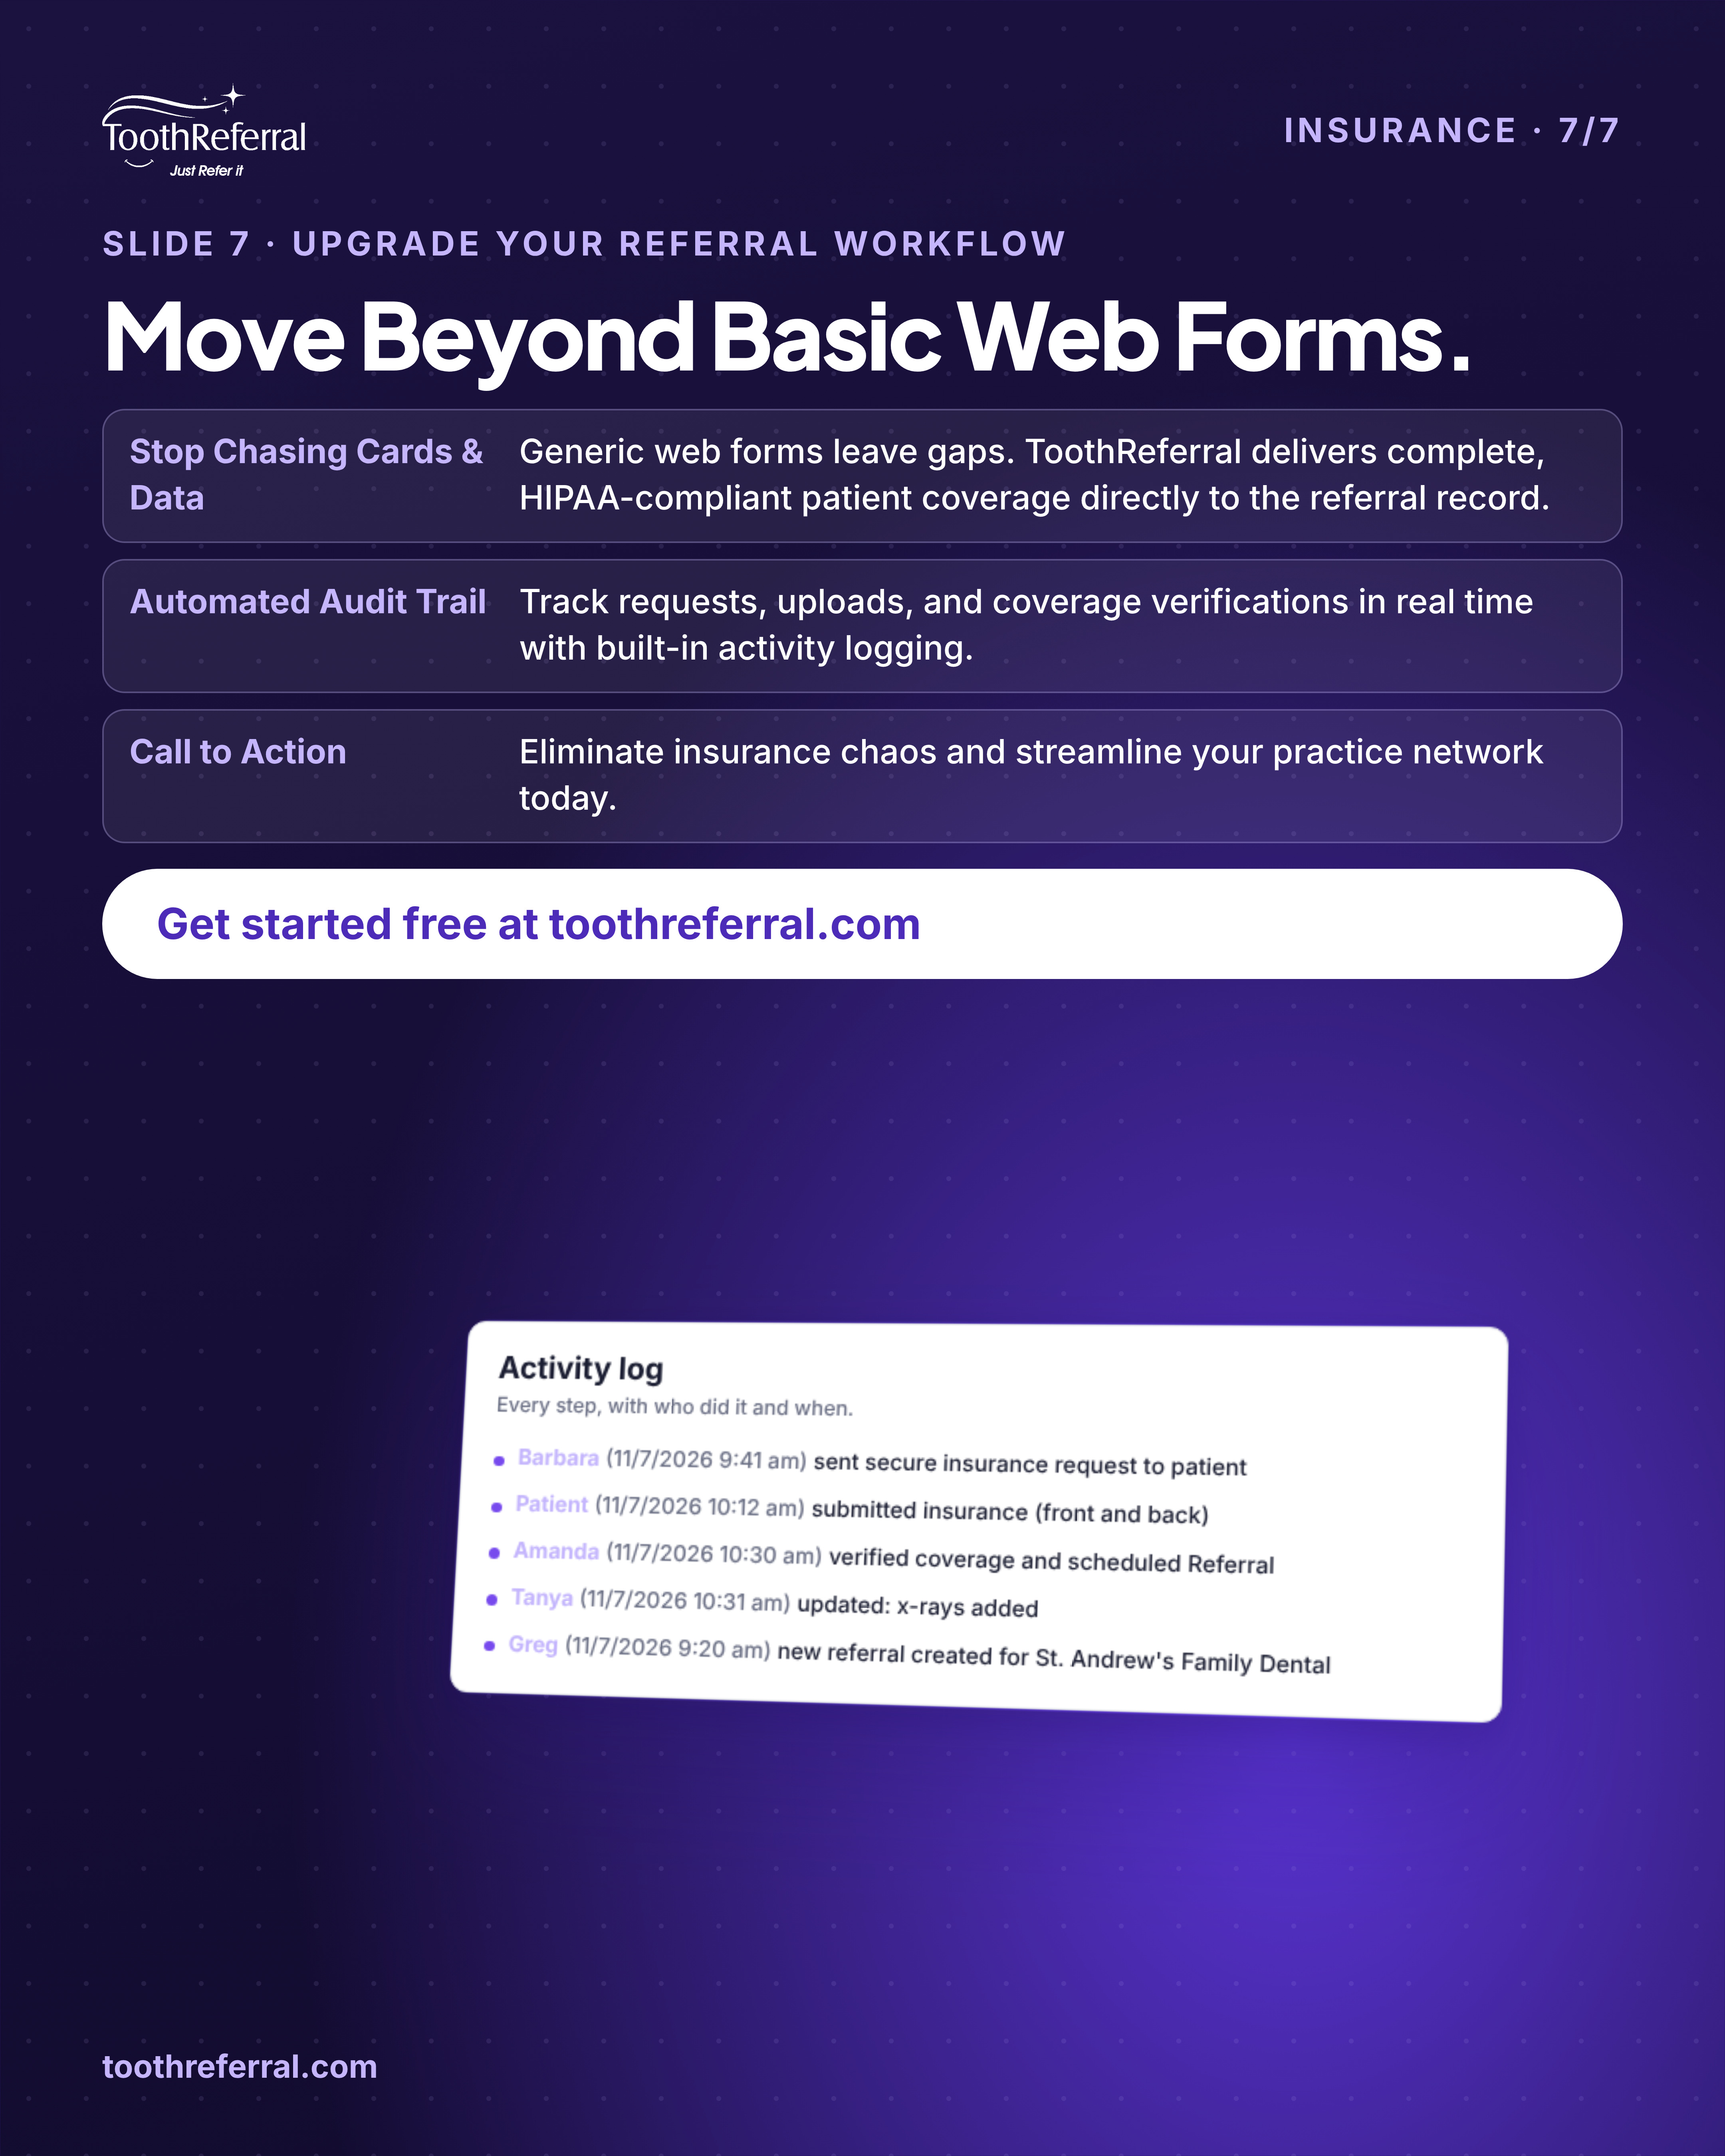 ToothReferral
Just Refer it
INSURANCE · 7/7
SLIDE 7 · UPGRADE YOUR REFERRAL WORKFLOW
Move Beyond Basic Web Forms.
Stop Chasing Cards &
Data
Generic web forms leave gaps. ToothReferral delivers complete,
HIPAA-compliant patient coverage directly to the referral record.
Automated Audit Trail
Track requests, uploads, and coverage verifications in real time
with built-in activity logging.
Call to Action
Eliminate insurance chaos and streamline your practice network
today.
Get started free at toothreferral.com
Activity log
Every step, with who did it and when.
Barbara (11/7/2026 9:41 am) sent secure insurance request to patient
Patient (11/7/2026 10:12 am) submitted insurance (front and back)
Amanda (11/7/2026 10:30 am) verified coverage and scheduled Referral
Tanya (11/7/2026 10:31 am) updated: x-rays added
Greg (11/7/2026 9:20 am) new referral created for St. Andrew's Family Dental
toothreferral.com